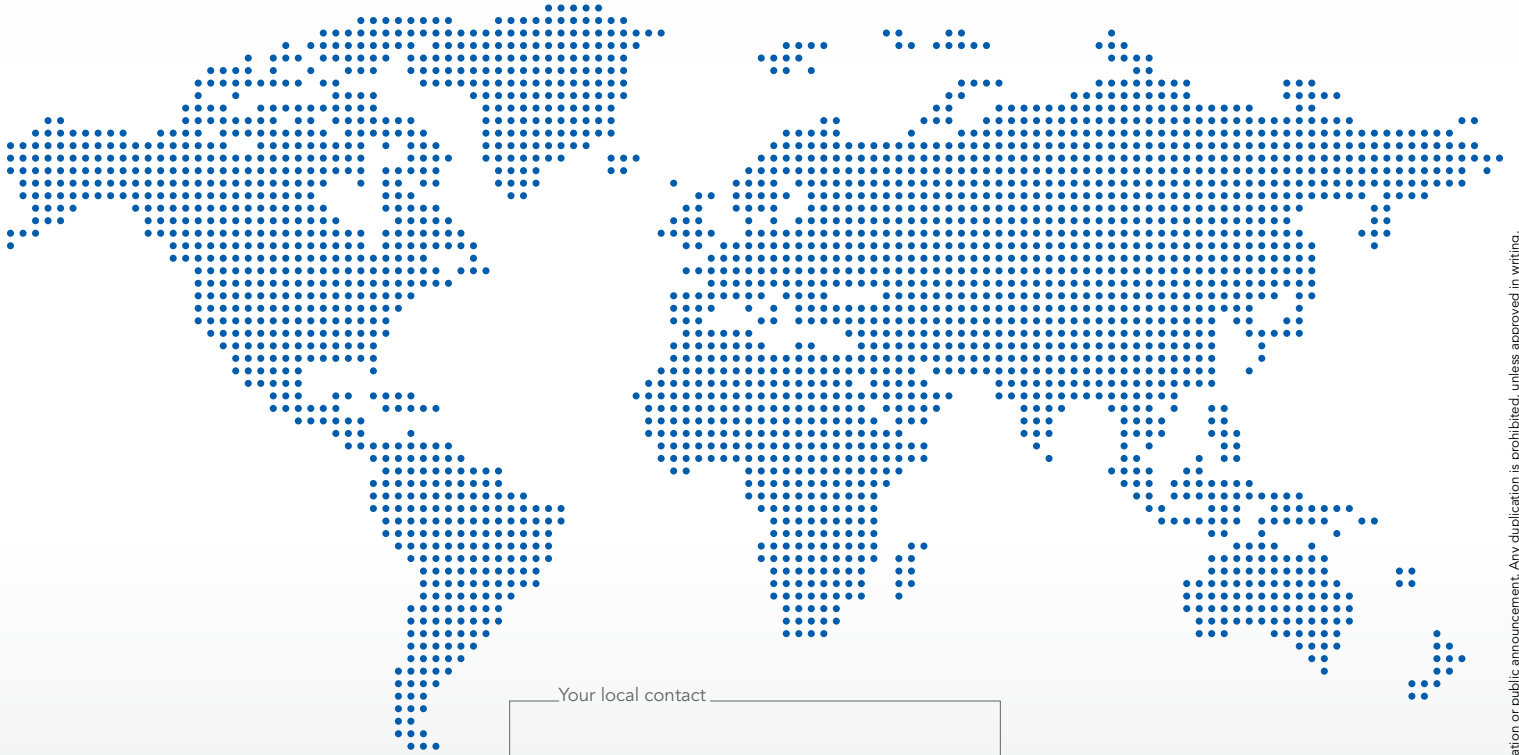 Your local contact
ation or public announcement. Any duplication is prohibited, unless approved in writing.